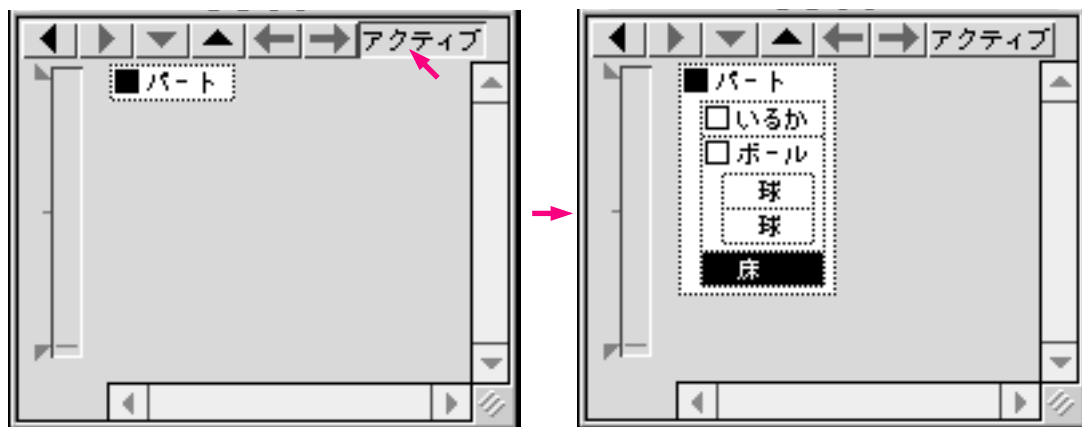 アクティブ
パート
アクティブ
パート
いるか
ボール
球
球
床